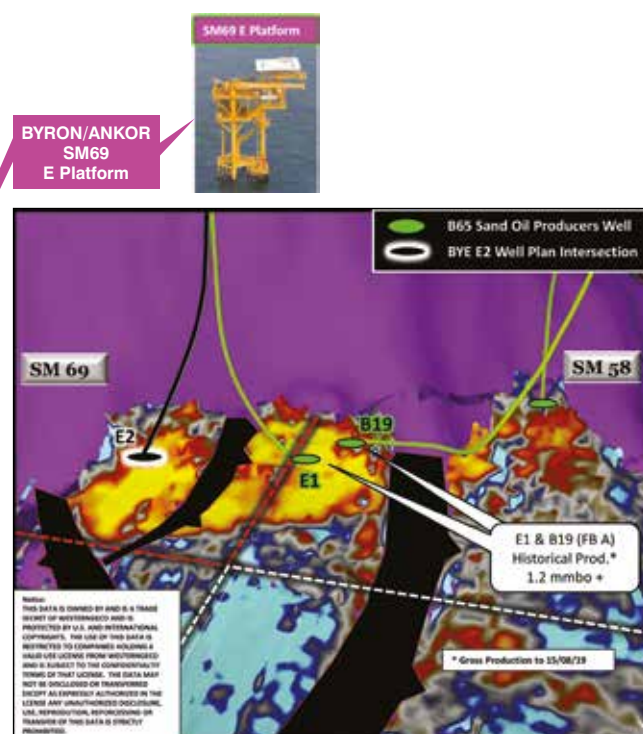 SM69 E Platform
BYRON/ANKOR
SM69
E Platform
B65 Sand Oil Producers Well
BYE E2 Well Plan Intersection
SM 69
SM 58
E2
B19
E1
E1 & B19 (FB A)
Historical Prod.*
1.2 mmbo +
* Gross Production to 15/08/19
Notice:
THIS DATA IS OWNED BY AND IS A TRADE
SECRET OF WESTERNGECO AND IS
PROTECTED BY U.S. AND INTERNATIONAL
COPYRIGHTS. THE USE OF THIS DATA IS
RESTRICTED TO COMPANIES HOLDING A
VALID USE LICENSE FROM WESTERNGECO
AND IS SUBJECT TO THE CONFIDENTIALITY
TERMS OF THAT LICENSE. THE DATA MAY
NOT BE DISCLOSED OR TRANSFERRED
EXCEPT AS EXPRESSLY AUTHORIZED IN THE
LICENSE ANY UNAUTHORIZED DISCLOSURE,
USE, REPRODUTION, REPORCESSING OR
TRANSFER OF THIS DATA IS STRICTLY
PROHIBITED.